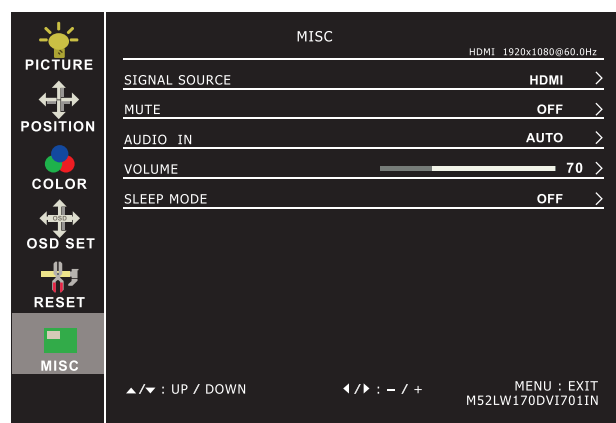 PICTURE
POSITION
COLOR
OSD
OSD SET
RESET
MISC
MISC
HDMI 1920x1080@60.0Hz
SIGNAL SOURCE HDMI
MUTE OFF
AUDIO IN AUTO
VOLUME 70
SLEEP MODE OFF
▲/▼ : UP / DOWN ◀/▶ : – / + MENU : EXIT
M52LW170DVI701IN